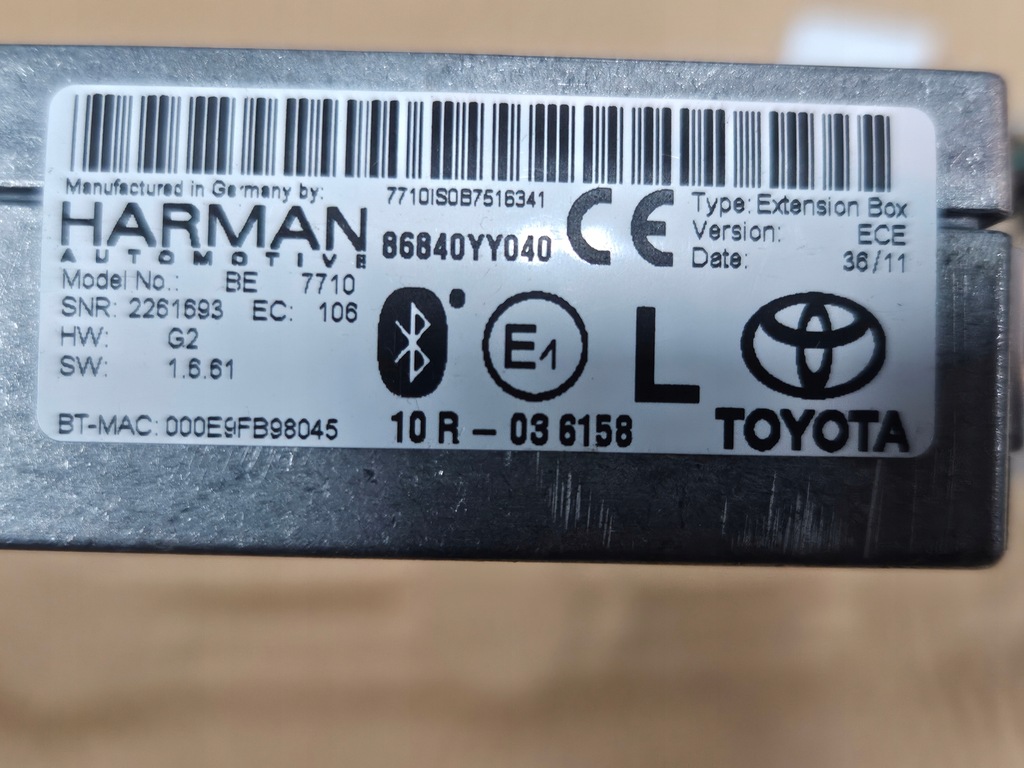 Manufactured in Germany by:
HARMAN
AUTOMOTIVE
7710IS0B7516341
86840YY040
CE
Type: Extension Box
Version: ECE
Date: 36/11
Model No.: BE 7710
SNR: 2261693 EC: 106
HW: G2
SW: 1.6.61
E1
L
BT-MAC: 000E9FB98045
10 R - 03 6158
TOYOTA